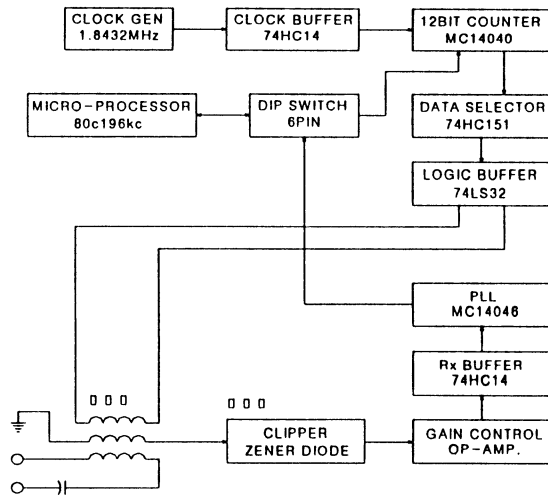 CLOCK GEN
1.8432MHz
CLOCK BUFFER
74HC14
12BIT COUNTER
MC14040
MICRO-PROCESSOR
80c196kc
DIP SWITCH
6PIN
DATA SELECTOR
74HC151
LOGIC BUFFER
74LS32
PLL
MC14046
Rx BUFFER
74HC14
CLIPPER
ZENER DIODE
GAIN CONTROL
OP-AMP.